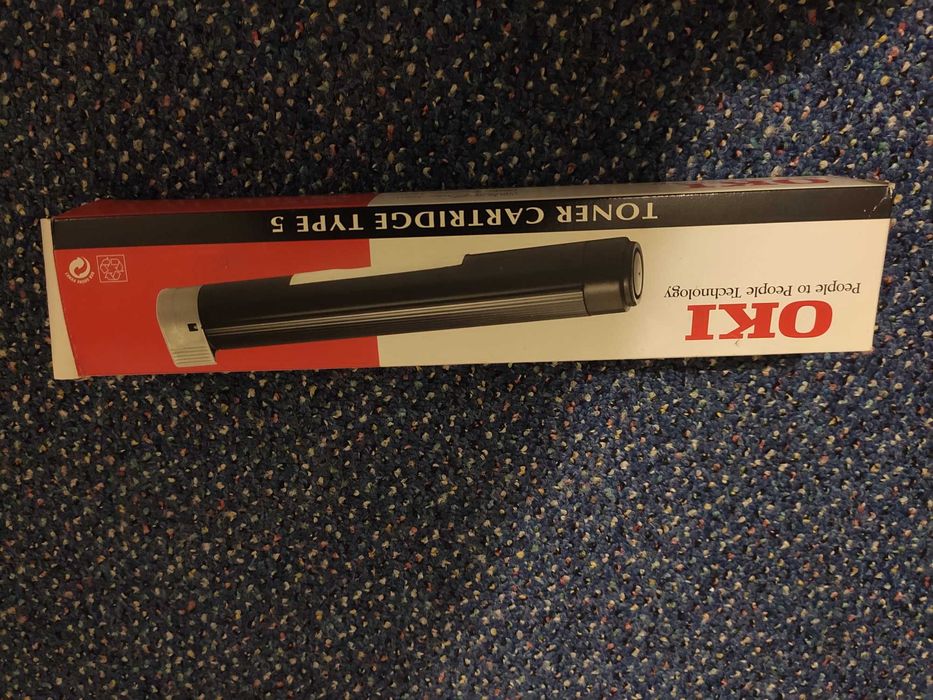 OKI
People to People Technology
TONER CARTRIDGE TYPE 5
OKI